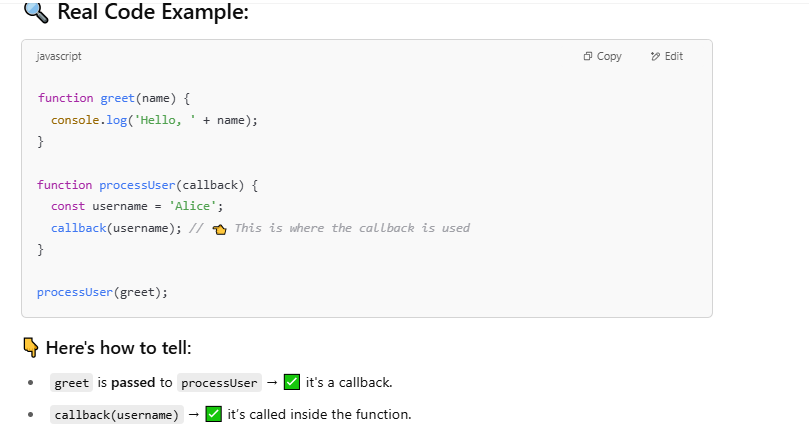 🔍 Real Code Example:
javascript
Copy
Edit
function greet(name) {
  console.log('Hello, ' + name);
}
function processUser(callback) {
  const username = 'Alice';
  callback(username); // 👈 This is where the callback is used
}
processUser(greet);
👇 Here's how to tell:
• greet is passed to processUser → ✅ it's a callback.
• callback(username) → ✅ it’s called inside the function.